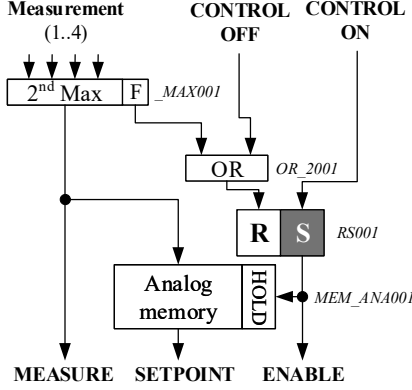 Measurement
(1..4)
CONTROL
OFF
CONTROL
ON
2nd Max
F
_MAX001
OR
OR_2001
R
S
RS001
Analog
memory
HOLD
MEM_ANA001
MEASURE
SETPOINT
ENABLE